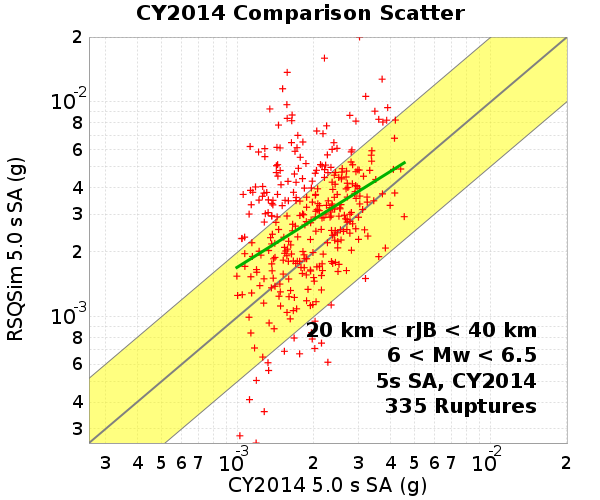 CY2014 Comparison Scatter
RSQSim 5.0 s SA (g)
2
10-2
8
6
4
3
2
10-3
8
6
4
3
20 km < rJB < 40 km
6 < Mw < 6.5
5s SA, CY2014
335 Ruptures
3 4 5 6 7 10-3 2 3 4 5 6 7 10-2 2
CY2014 5.0 s SA (g)